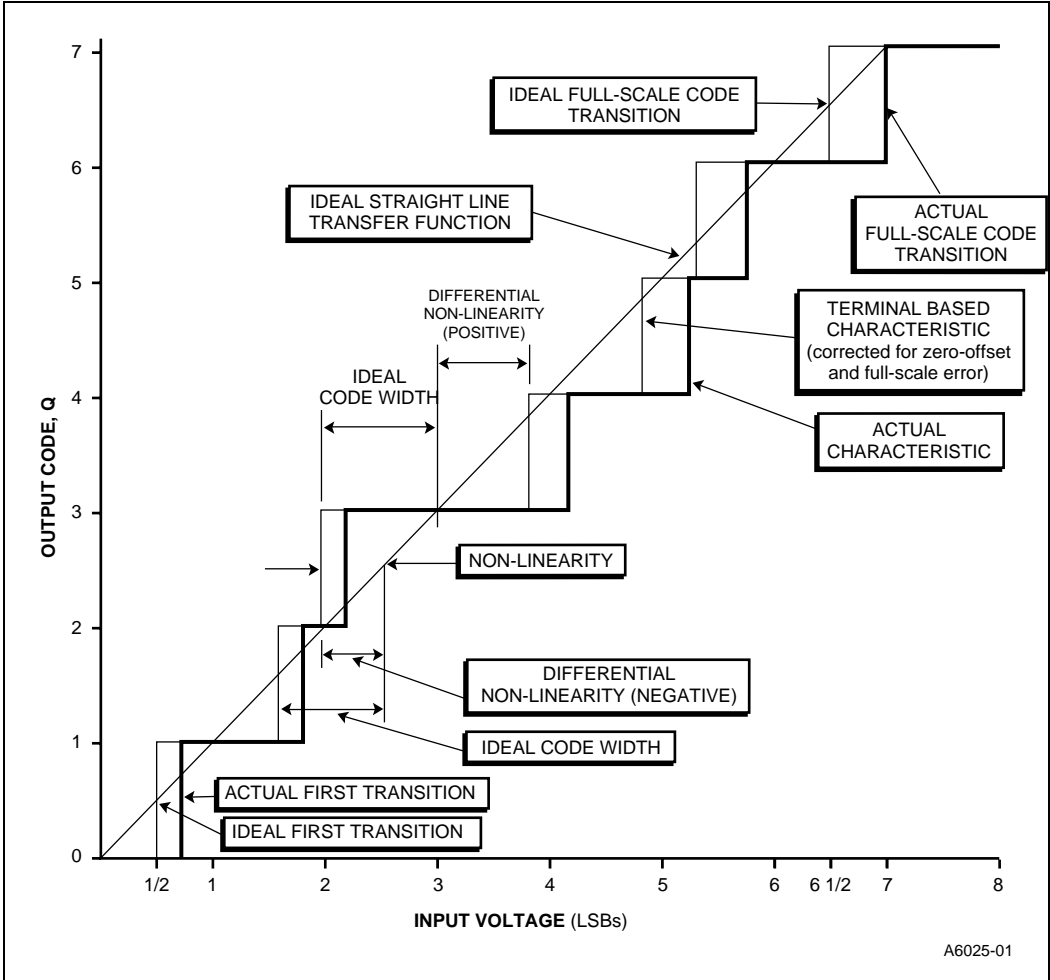 7
IDEAL FULL-SCALE CODE
TRANSITION
6
IDEAL STRAIGHT LINE
TRANSFER FUNCTION
ACTUAL
FULL-SCALE CODE
TRANSITION
5
DIFFERENTIAL
NON-LINEARITY
(POSITIVE)
TERMINAL BASED
CHARACTERISTIC
(corrected for zero-offset
and full-scale error)
IDEAL
CODE WIDTH
4
ACTUAL
CHARACTERISTIC
OUTPUT CODE, Q
3
NON-LINEARITY
2
DIFFERENTIAL
NON-LINEARITY (NEGATIVE)
IDEAL CODE WIDTH
1
ACTUAL FIRST TRANSITION
IDEAL FIRST TRANSITION
0
1/2 1 2 3 4 5 6 6 1/2 7 8
INPUT VOLTAGE (LSBs)
A6025-01